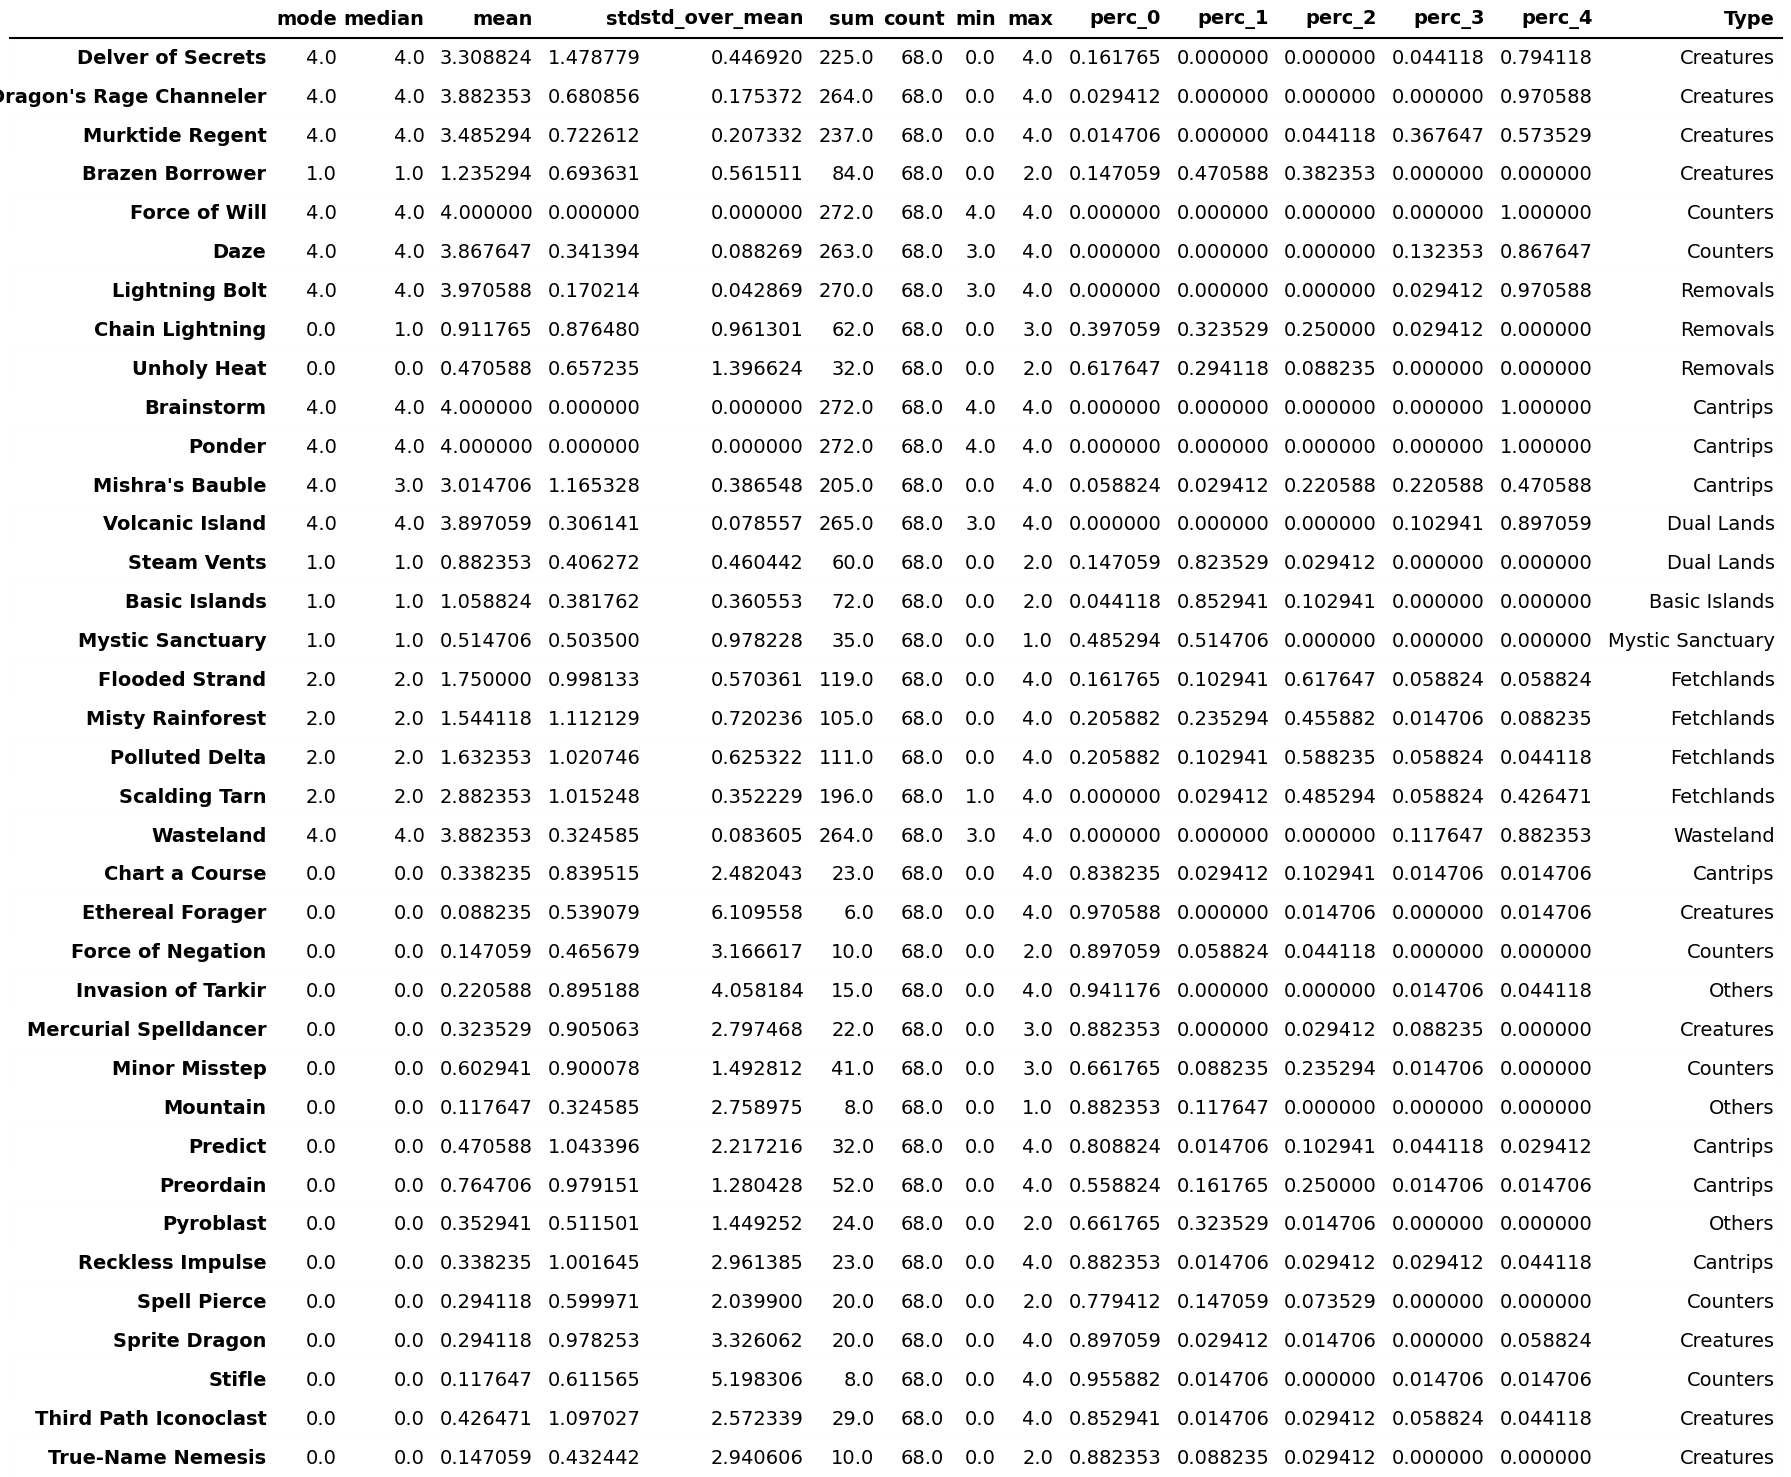 mode median mean std std_over_mean sum count min max perc_0 perc_1 perc_2 perc_3 perc_4 Type
Delver of Secrets 4.0 4.0 3.308824 1.478779 0.446920 225.0 68.0 0.0 4.0 0.161765 0.000000 0.000000 0.044118 0.794118 Creatures
Dragon's Rage Channeler 4.0 4.0 3.882353 0.680856 0.175372 264.0 68.0 0.0 4.0 0.029412 0.000000 0.000000 0.000000 0.970588 Creatures
Murktide Regent 4.0 4.0 3.485294 0.722612 0.207332 237.0 68.0 0.0 4.0 0.014706 0.000000 0.044118 0.367647 0.573529 Creatures
Brazen Borrower 1.0 1.0 1.235294 0.693631 0.561511 84.0 68.0 0.0 2.0 0.147059 0.470588 0.382353 0.000000 0.000000 Creatures
Force of Will 4.0 4.0 4.000000 0.000000 0.000000 272.0 68.0 4.0 4.0 0.000000 0.000000 0.000000 0.000000 1.000000 Counters
Daze 4.0 4.0 3.867647 0.341394 0.088269 263.0 68.0 3.0 4.0 0.000000 0.000000 0.000000 0.132353 0.867647 Counters
Lightning Bolt 4.0 4.0 3.970588 0.170214 0.042869 270.0 68.0 3.0 4.0 0.000000 0.000000 0.000000 0.029412 0.970588 Removals
Chain Lightning 0.0 1.0 0.911765 0.876480 0.961301 62.0 68.0 0.0 3.0 0.397059 0.323529 0.250000 0.029412 0.000000 Removals
Unholy Heat 0.0 0.0 0.470588 0.657235 1.396624 32.0 68.0 0.0 2.0 0.617647 0.294118 0.088235 0.000000 0.000000 Removals
Brainstorm 4.0 4.0 4.000000 0.000000 0.000000 272.0 68.0 4.0 4.0 0.000000 0.000000 0.000000 0.000000 1.000000 Cantrips
Ponder 4.0 4.0 4.000000 0.000000 0.000000 272.0 68.0 4.0 4.0 0.000000 0.000000 0.000000 0.000000 1.000000 Cantrips
Mishra's Bauble 4.0 3.0 3.014706 1.165328 0.386548 205.0 68.0 0.0 4.0 0.058824 0.029412 0.220588 0.220588 0.470588 Cantrips
Volcanic Island 4.0 4.0 3.897059 0.306141 0.078557 265.0 68.0 3.0 4.0 0.000000 0.000000 0.000000 0.102941 0.897059 Dual Lands
Steam Vents 1.0 1.0 0.882353 0.406272 0.460442 60.0 68.0 0.0 2.0 0.147059 0.823529 0.029412 0.000000 0.000000 Dual Lands
Basic Islands 1.0 1.0 1.058824 0.381762 0.360553 72.0 68.0 0.0 2.0 0.044118 0.852941 0.102941 0.000000 0.000000 Basic Islands
Mystic Sanctuary 1.0 1.0 0.514706 0.503500 0.978228 35.0 68.0 0.0 1.0 0.485294 0.514706 0.000000 0.000000 0.000000 Mystic Sanctuary
Flooded Strand 2.0 2.0 1.750000 0.998133 0.570361 119.0 68.0 0.0 4.0 0.161765 0.102941 0.617647 0.058824 0.058824 Fetchlands
Misty Rainforest 2.0 2.0 1.544118 1.112129 0.720236 105.0 68.0 0.0 4.0 0.205882 0.235294 0.455882 0.014706 0.088235 Fetchlands
Polluted Delta 2.0 2.0 1.632353 1.020746 0.625322 111.0 68.0 0.0 4.0 0.205882 0.102941 0.588235 0.058824 0.044118 Fetchlands
Scalding Tarn 2.0 2.0 2.882353 1.015248 0.352229 196.0 68.0 1.0 4.0 0.000000 0.029412 0.485294 0.058824 0.426471 Fetchlands
Wasteland 4.0 4.0 3.882353 0.324585 0.083605 264.0 68.0 3.0 4.0 0.000000 0.000000 0.000000 0.117647 0.882353 Wasteland
Chart a Course 0.0 0.0 0.338235 0.839515 2.482043 23.0 68.0 0.0 4.0 0.838235 0.029412 0.102941 0.014706 0.014706 Cantrips
Ethereal Forager 0.0 0.0 0.088235 0.539079 6.109558 6.0 68.0 0.0 4.0 0.970588 0.000000 0.014706 0.000000 0.014706 Creatures
Force of Negation 0.0 0.0 0.147059 0.465679 3.166617 10.0 68.0 0.0 2.0 0.897059 0.058824 0.044118 0.000000 0.000000 Counters
Invasion of Tarkir 0.0 0.0 0.220588 0.895188 4.058184 15.0 68.0 0.0 4.0 0.941176 0.000000 0.000000 0.014706 0.044118 Others
Mercurial Spelldancer 0.0 0.0 0.323529 0.905063 2.797468 22.0 68.0 0.0 3.0 0.882353 0.000000 0.029412 0.088235 0.000000 Creatures
Minor Misstep 0.0 0.0 0.602941 0.900078 1.492812 41.0 68.0 0.0 3.0 0.661765 0.088235 0.235294 0.014706 0.000000 Counters
Mountain 0.0 0.0 0.117647 0.324585 2.758975 8.0 68.0 0.0 1.0 0.882353 0.117647 0.000000 0.000000 0.000000 Others
Predict 0.0 0.0 0.470588 1.043396 2.217216 32.0 68.0 0.0 4.0 0.808824 0.014706 0.102941 0.044118 0.029412 Cantrips
Preordain 0.0 0.0 0.764706 0.979151 1.280428 52.0 68.0 0.0 4.0 0.558824 0.161765 0.250000 0.014706 0.014706 Cantrips
Pyroblast 0.0 0.0 0.352941 0.511501 1.449252 24.0 68.0 0.0 2.0 0.661765 0.323529 0.014706 0.000000 0.000000 Others
Reckless Impulse 0.0 0.0 0.338235 1.001645 2.961385 23.0 68.0 0.0 4.0 0.882353 0.014706 0.029412 0.029412 0.044118 Cantrips
Spell Pierce 0.0 0.0 0.294118 0.599971 2.039900 20.0 68.0 0.0 2.0 0.779412 0.147059 0.073529 0.000000 0.000000 Counters
Sprite Dragon 0.0 0.0 0.294118 0.978253 3.326062 20.0 68.0 0.0 4.0 0.897059 0.029412 0.014706 0.000000 0.058824 Creatures
Stifle 0.0 0.0 0.117647 0.611565 5.198306 8.0 68.0 0.0 4.0 0.955882 0.014706 0.000000 0.014706 0.014706 Counters
Third Path Iconoclast 0.0 0.0 0.426471 1.097027 2.572339 29.0 68.0 0.0 4.0 0.852941 0.014706 0.029412 0.058824 0.044118 Creatures
True-Name Nemesis 0.0 0.0 0.147059 0.432442 2.940606 10.0 68.0 0.0 2.0 0.882353 0.088235 0.029412 0.000000 0.000000 Creatures